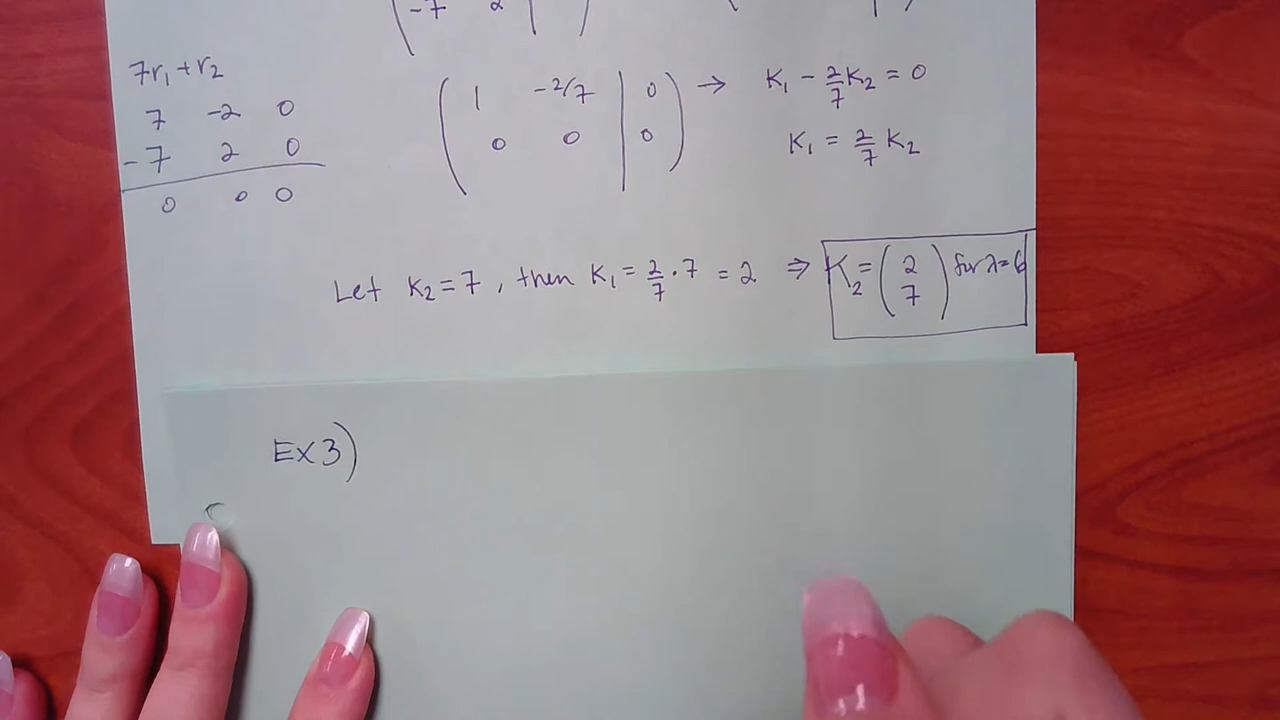 -7 2
7r₁ + r₂
7 -2 0
-7 2 0
0 0 0
1 -2/7 | 0
0 0 | 0
→ K₁ - 2/7 K₂ = 0
K₁ = 2/7 K₂
Let K₂ = 7, then K₁ = 2/7 · 7 = 2 ⇒ K₂ = (2 7) for λ = 6
Ex 3)